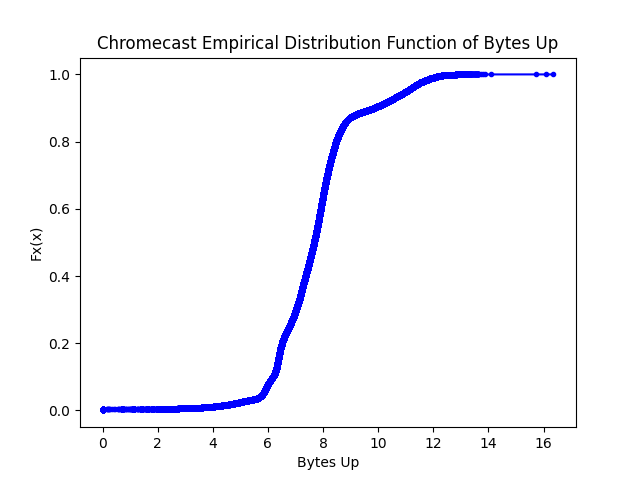 Chromecast Empirical Distribution Function of Bytes Up
1.0
0.8
0.6
0.4
0.2
0.0
Fx(x)
0 2 4 6 8 10 12 14 16
Bytes Up